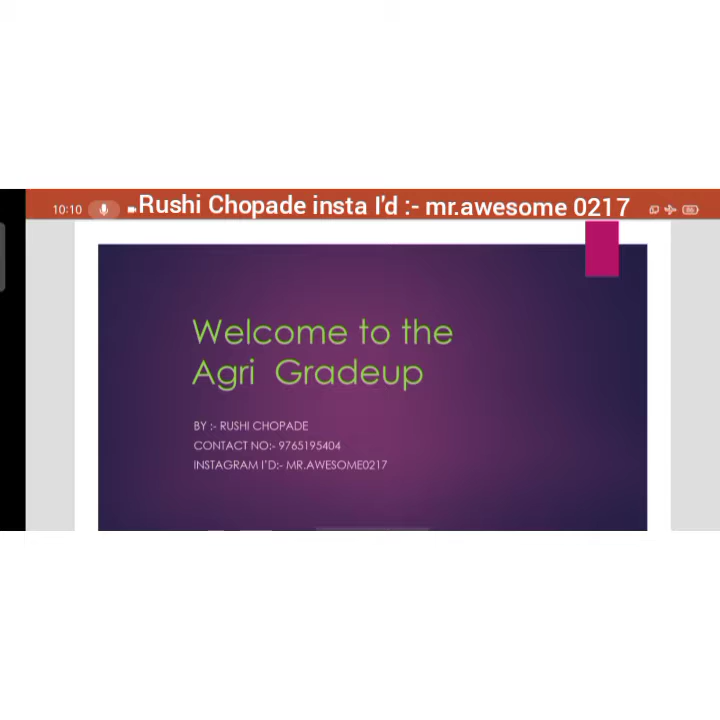 10:10
Rushi Chopade insta I'd :- mr.awesome 0217
Welcome to the
Agri Gradeup
BY :- RUSHI CHOPADE
CONTACT NO:- 9765195404
INSTAGRAM I'D:- MR.AWESOME0217